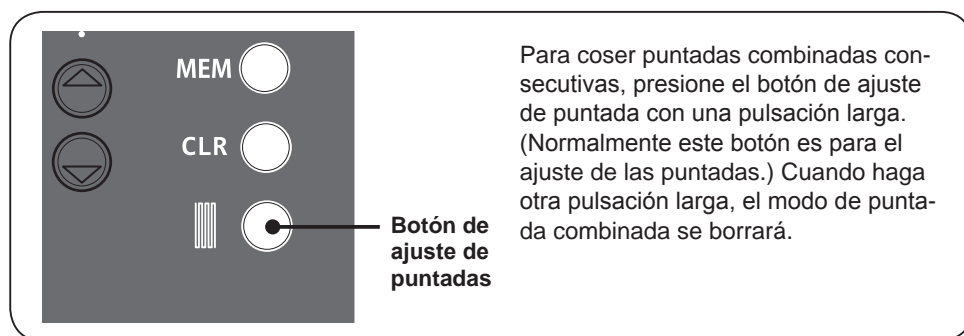 MEM
CLR
Botón de
ajuste de
puntadas
Para coser puntadas combinadas con-
secutivas, presione el botón de ajuste
de puntada con una pulsación larga.
(Normalmente este botón es para el
ajuste de las puntadas.) Cuando haga
otra pulsación larga, el modo de punta-
da combinada se borrará.